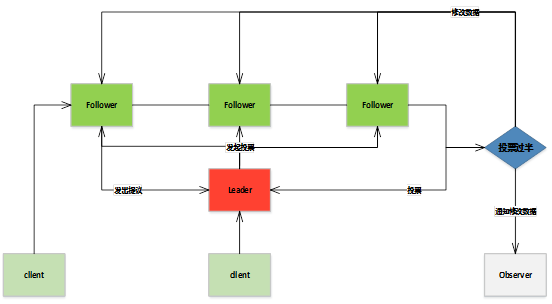 修改数据
Follower
Follower
Follower
发起投票
投票过半
发出提议
Leader
投票
通知修改数据
client
client
Observer